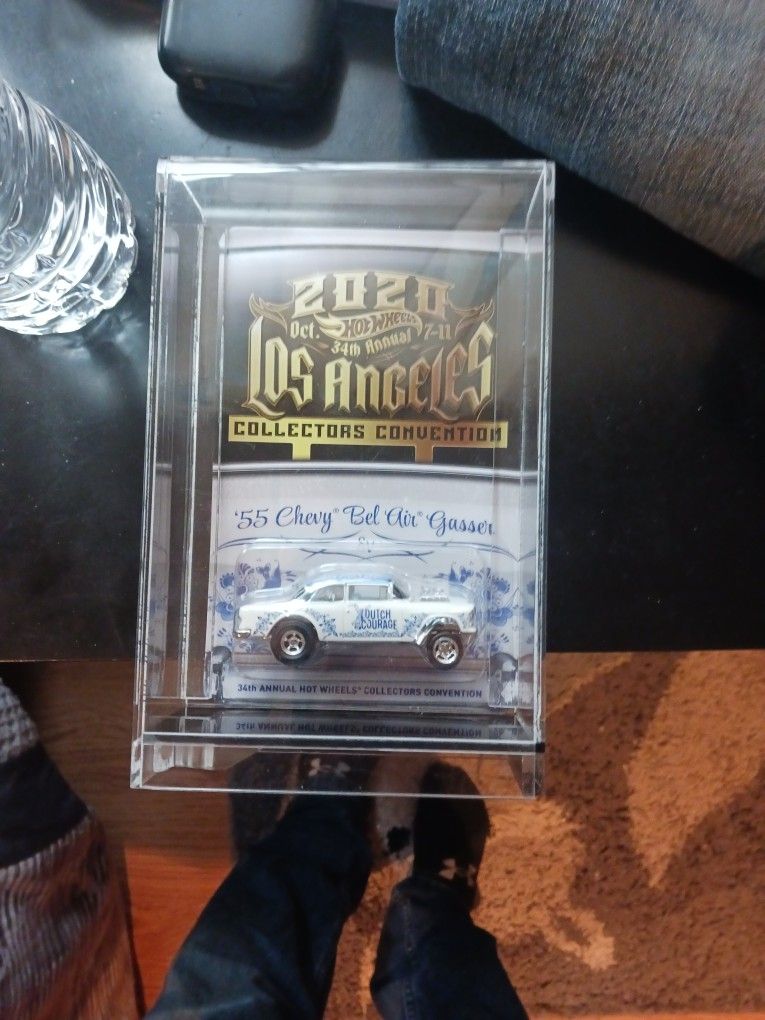 2020
Oct. HOT WHEELS 7-11
34th Annual
LOS ANGELES
COLLECTORS CONVENTION
'55 Chevy® Bel Air® Gasser
DUTCH
COURAGE
34th ANNUAL HOT WHEELS® COLLECTORS CONVENTION